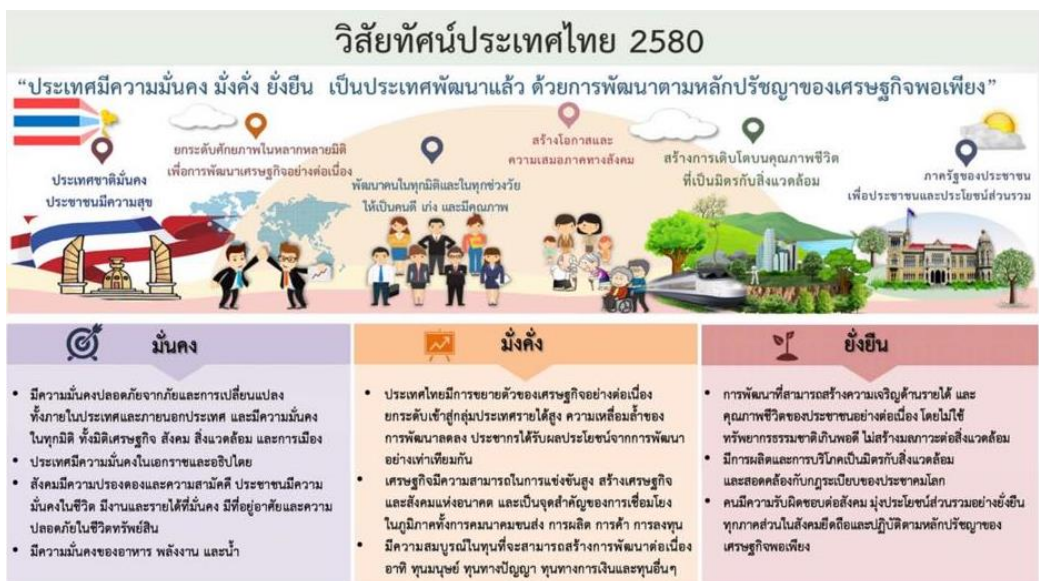 วิสัยทัศน์ประเทศไทย 2580
“ประเทศมีความมั่นคง มั่งคั่ง ยั่งยืน เป็นประเทศพัฒนาแล้ว ด้วยการพัฒนาตามหลักปรัชญาของเศรษฐกิจพอเพียง”
ประเทศชาติมั่นคง
ประชาชนมีความสุข
ยกระดับศักยภาพในหลากหลายมิติ
เพื่อการพัฒนาเศรษฐกิจอย่างต่อเนื่อง
พัฒนาคนในทุกมิติและในทุกช่วงวัย
ให้เป็นคนดี เก่ง และมีคุณภาพ
สร้างโอกาสและ
ความเสมอภาคทางสังคม
สร้างการเติบโตบนคุณภาพชีวิต
ที่เป็นมิตรกับสิ่งแวดล้อม
ภาครัฐของประชาชน
เพื่อประชาชนและประโยชน์ส่วนรวม
มั่นคง
• มีความมั่นคงปลอดภัยจากภัยและการเปลี่ยนแปลง
ทั้งภายในประเทศและภายนอกประเทศ และมีความมั่นคง
ในทุกมิติ ทั้งมิติเศรษฐกิจ สังคม สิ่งแวดล้อม และการเมือง
• ประเทศมีความมั่นคงในเอกราชและอธิปไตย
• สังคมมีความปรองดองและความสามัคคี ประชาชนมีความ
มั่นคงในชีวิต มีงานและรายได้ที่มั่นคง มีที่อยู่อาศัยและความ
ปลอดภัยในชีวิตทรัพย์สิน
• มีความมั่นคงของอาหาร พลังงาน และน้ำ
มั่งคั่ง
• ประเทศไทยมีการขยายตัวของเศรษฐกิจอย่างต่อเนื่อง
ยกระดับเข้าสู่กลุ่มประเทศรายได้สูง ความเหลื่อมล้ำของ
การพัฒนาลดลง ประชากรได้รับผลประโยชน์จากการพัฒนา
อย่างเท่าเทียมกัน
• เศรษฐกิจมีความสามารถในการแข่งขันสูง สร้างเศรษฐกิจ
และสังคมแห่งอนาคต และเป็นจุดสำคัญของการเชื่อมโยง
ในภูมิภาคทั้งการคมนาคมขนส่ง การผลิต การค้า การลงทุน
• มีความสมบูรณ์ในทุนที่จะสามารถสร้างการพัฒนาต่อเนื่อง
อาทิ ทุนมนุษย์ ทุนทางปัญญา ทุนทางการเงินและทุนอื่นๆ
ยั่งยืน
• การพัฒนาที่สามารถสร้างความเจริญด้านรายได้ และ
คุณภาพชีวิตของประชาชนอย่างต่อเนื่อง โดยไม่ใช้
ทรัพยากรธรรมชาติเกินพอดี ไม่สร้างมลภาวะต่อสิ่งแวดล้อม
• มีการผลิตและการบริโภคเป็นมิตรกับสิ่งแวดล้อม
และสอดคล้องกับกฎระเบียบของประชาคมโลก
• คนมีความรับผิดชอบต่อสังคม มุ่งประโยชน์ส่วนรวมอย่างยั่งยืน
ทุกภาคส่วนในสังคมยึดถือและปฏิบัติตามหลักปรัชญาของ
เศรษฐกิจพอเพียง